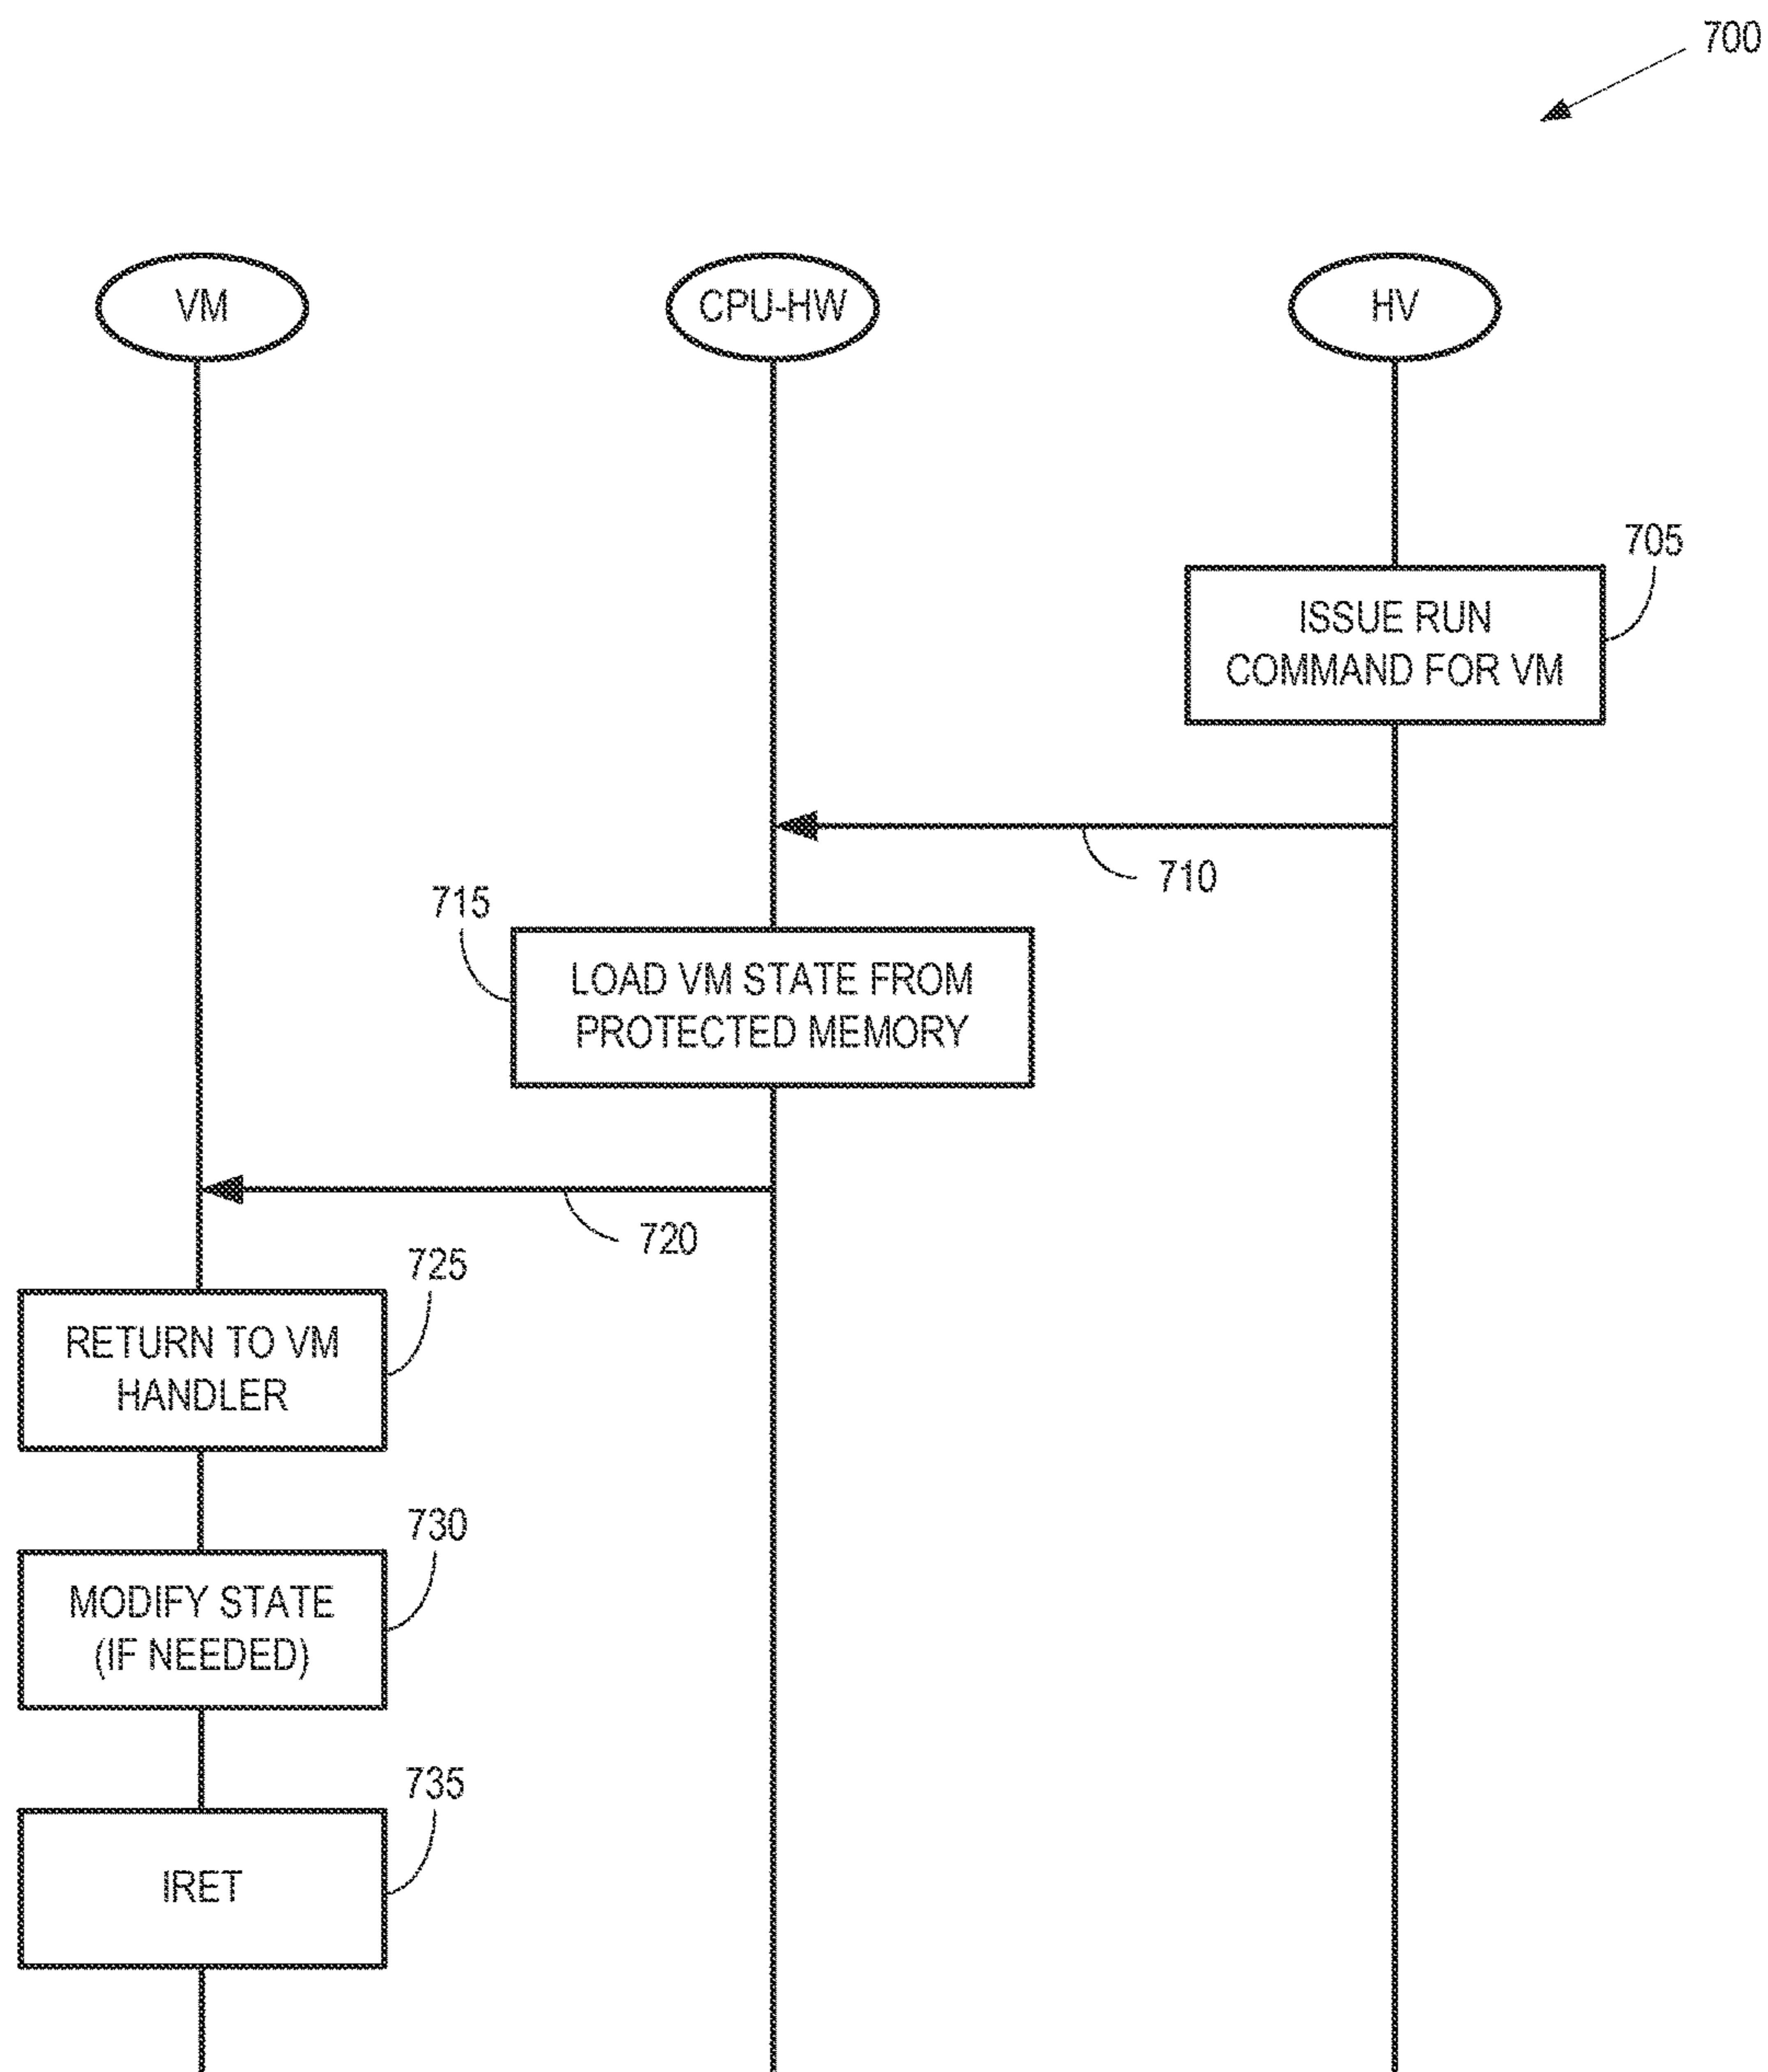 700
VM
CPU-HW
HV
705
ISSUE RUN
COMMAND FOR VM
710
715
LOAD VM STATE FROM
PROTECTED MEMORY
720
725
RETURN TO VM
HANDLER
730
MODIFY STATE
(IF NEEDED)
735
IRET